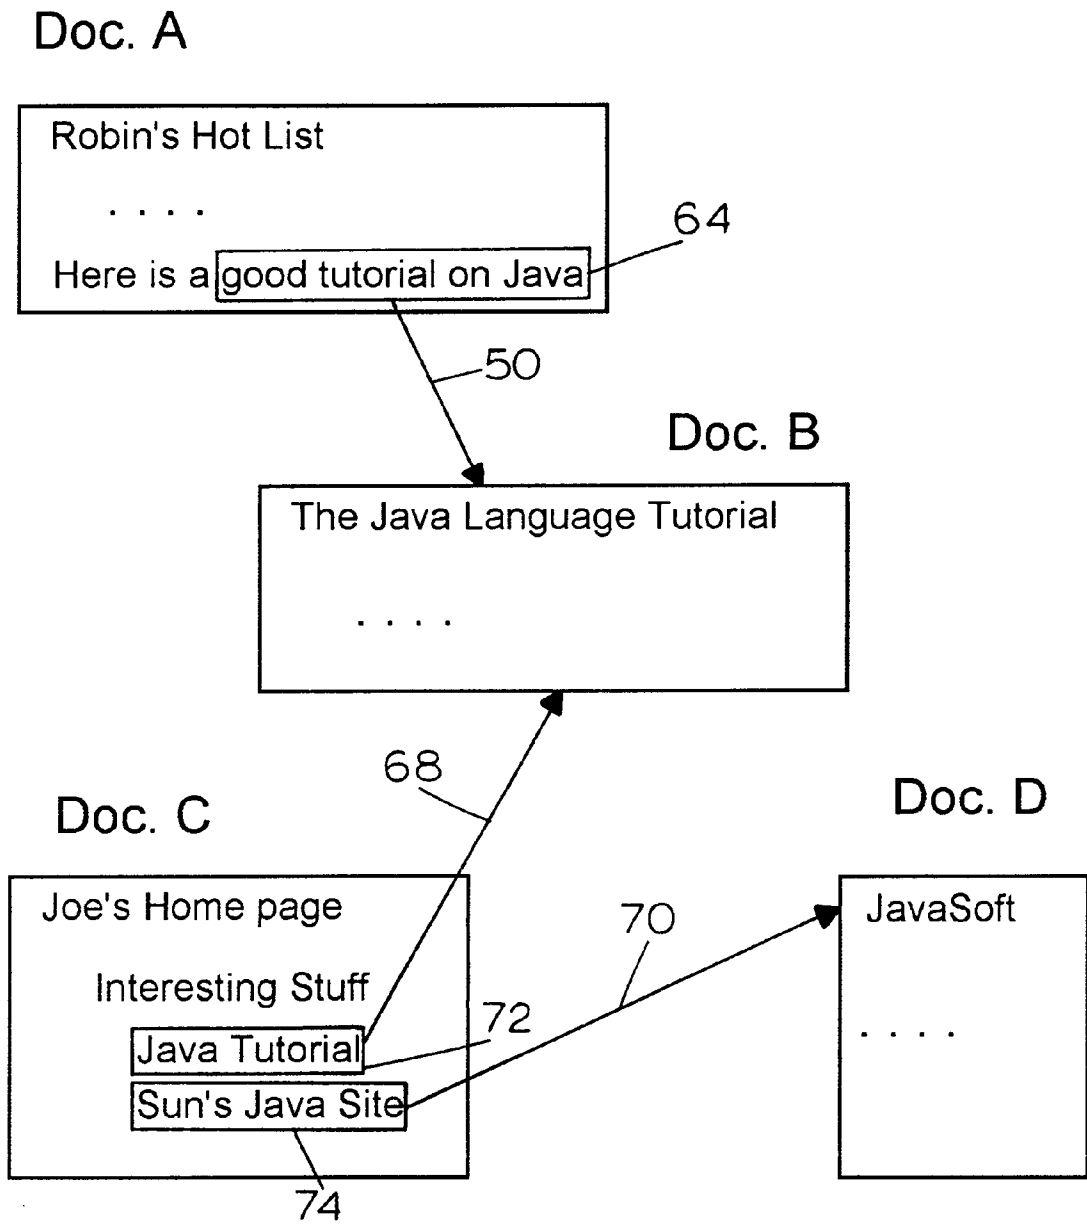 Doc. A
Robin's Hot List
. . . .
64
Here is a good tutorial on Java
50
Doc. B
The Java Language Tutorial
. . . .
68
Doc. C
Doc. D
Joe's Home page
70
JavaSoft
Interesting Stuff
72
. . . .
Java Tutorial
Sun's Java Site
74